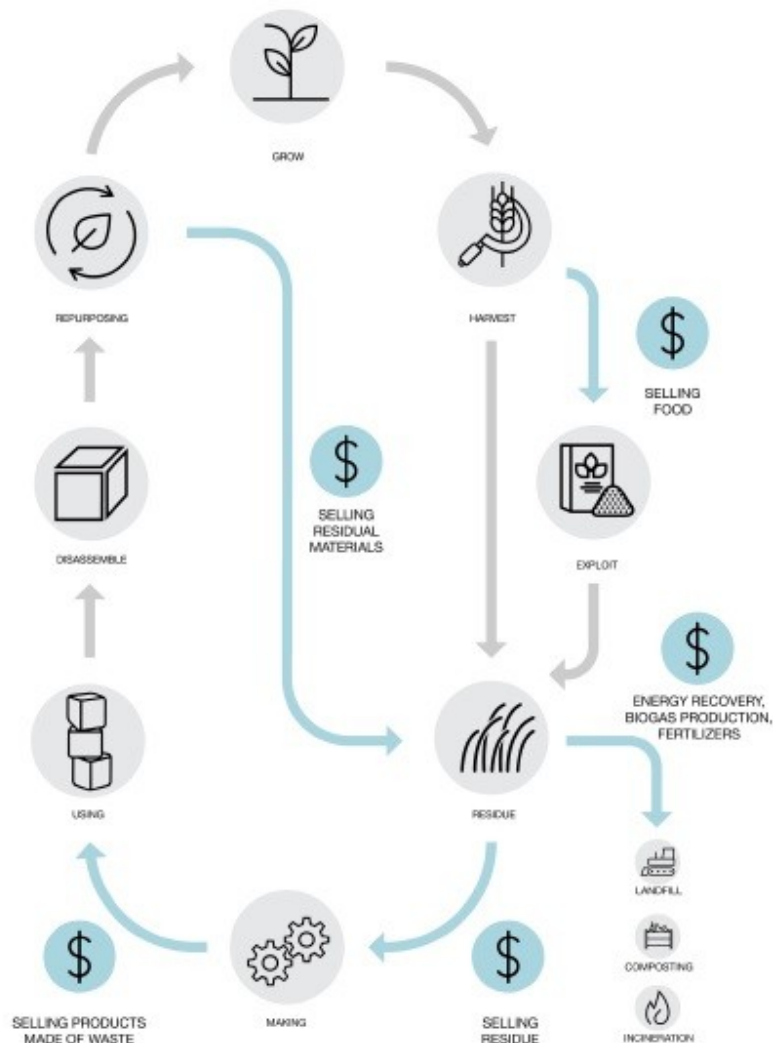 GROW
REPURPOSING
HARVEST
$
SELLING
FOOD
$
SELLING
RESIDUAL
MATERIALS
DISASSEMBLE
EXPLOIT
$
ENERGY RECOVERY,
BIOGAS PRODUCTION,
FERTILIZERS
USING
RESIDUE
LANDFILL
COMPOSTING
INCINERATION
$
SELLING PRODUCTS
MADE OF WASTE
MAKING
$
SELLING
RESIDUE